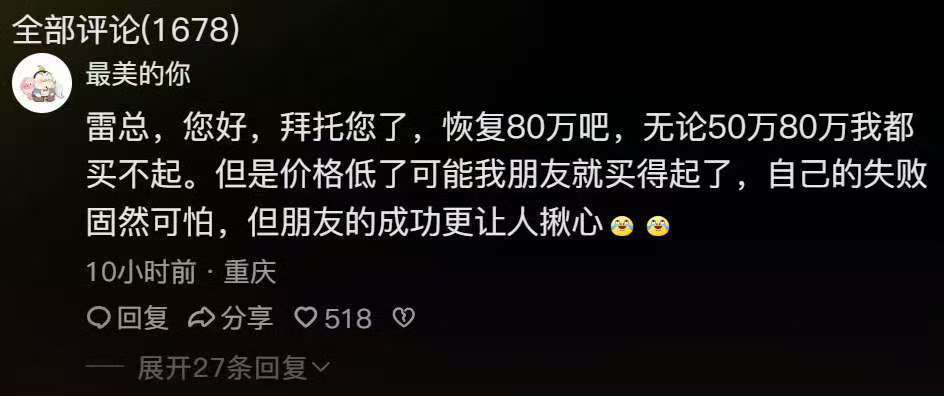 全部评论(1678)
最美的你
雷总，您好，拜托您了，恢复80万吧，无论50万80万我都
买不起。但是价格低了可能我朋友就买得起了，自己的失败
固然可怕，但朋友的成功更让人揪心😂 😂
10小时前 · 重庆
回复 分享 518
展开27条回复